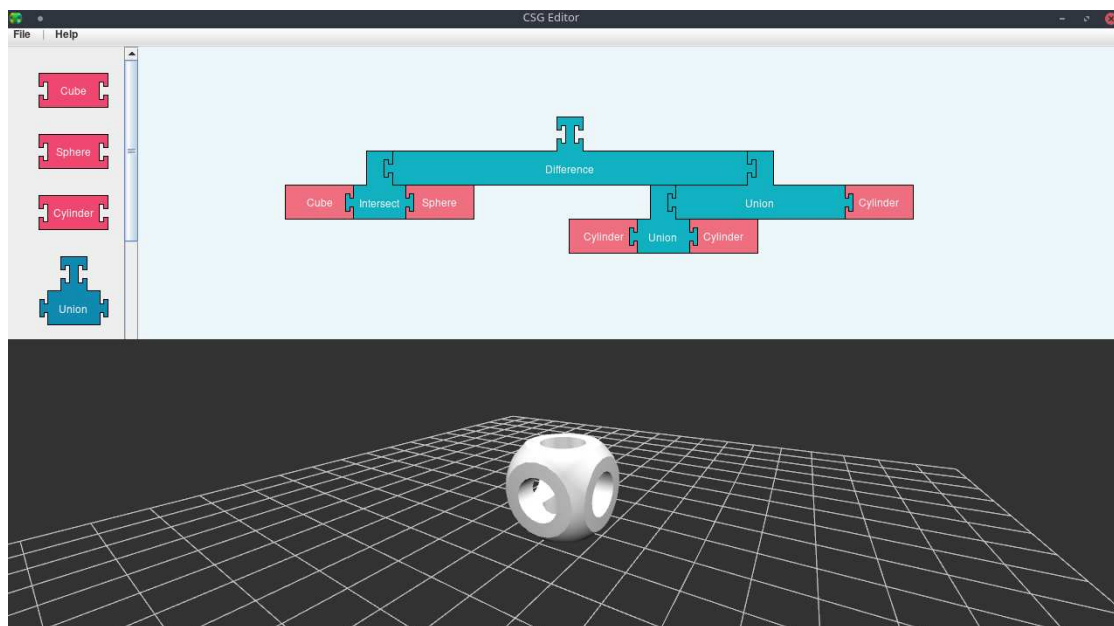 CSG Editor
File | Help
Cube
Sphere
Cylinder
Union
Difference
Cube Intersect Sphere Union Cylinder
Cylinder Union Cylinder